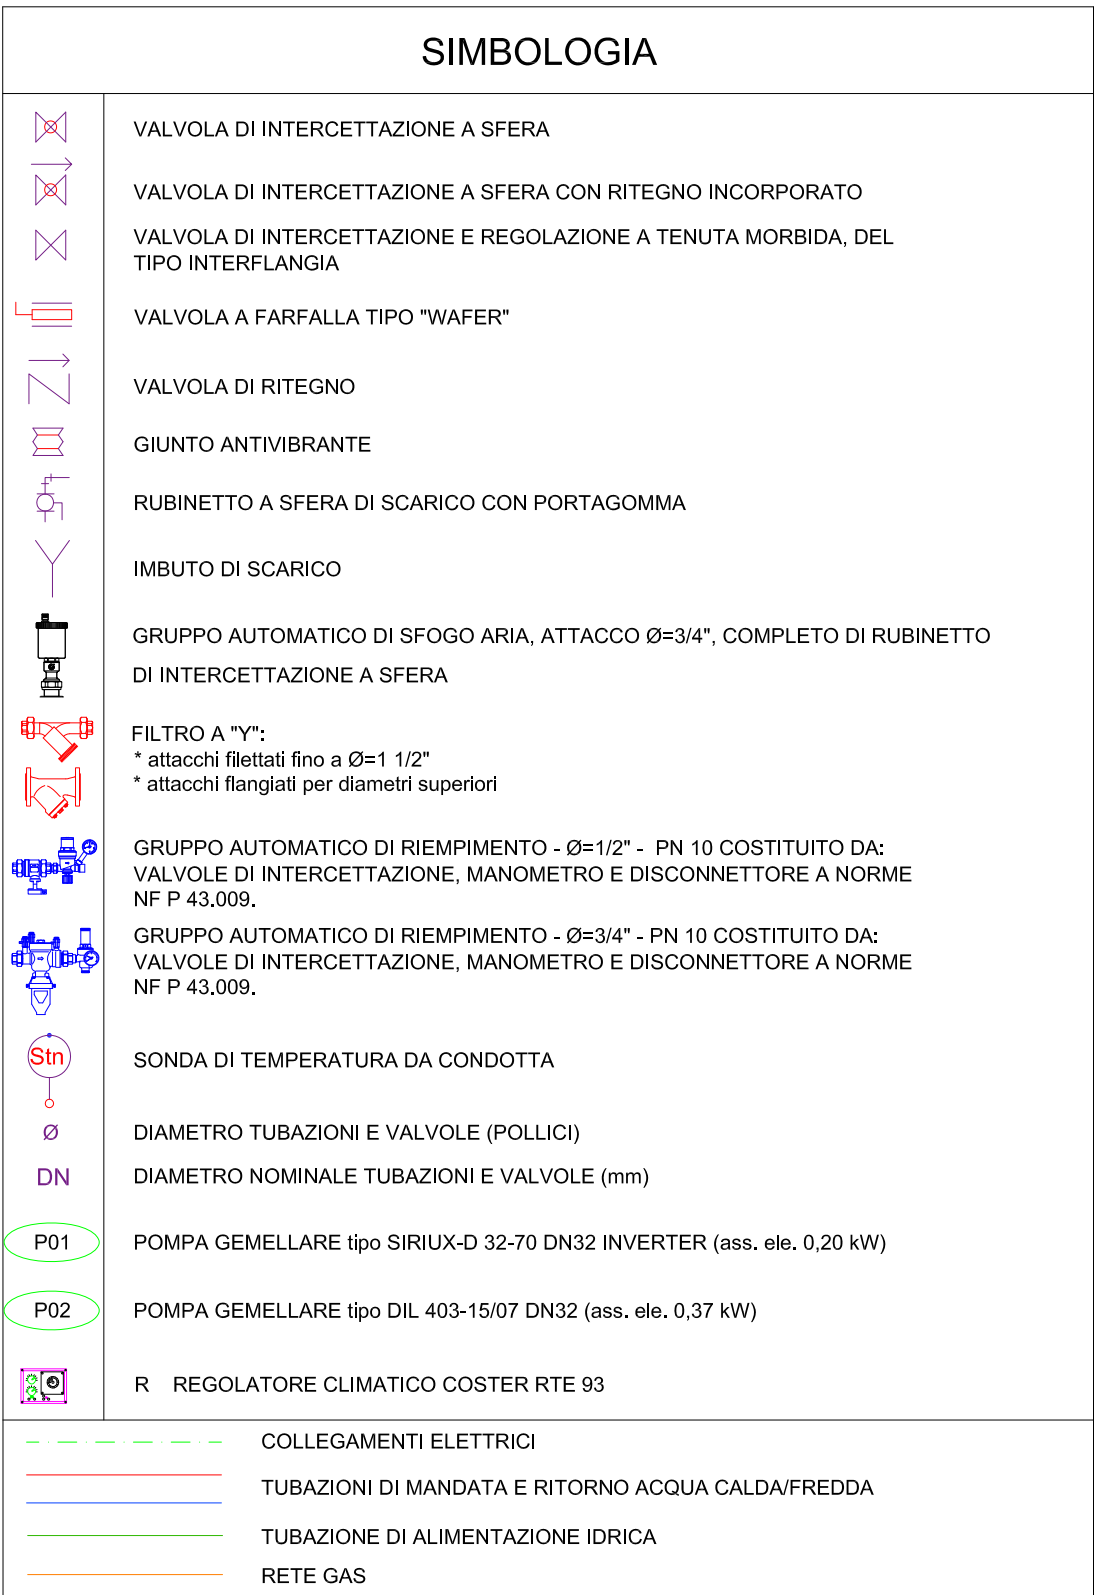 SIMBOLOGIA
VALVOLA DI INTERCETTAZIONE A SFERA
VALVOLA DI INTERCETTAZIONE A SFERA CON RITEGNO INCORPORATO
VALVOLA DI INTERCETTAZIONE E REGOLAZIONE A TENUTA MORBIDA, DEL
TIPO INTERFLANGIA
VALVOLA A FARFALLA TIPO "WAFER"
VALVOLA DI RITEGNO
GIUNTO ANTIVIBRANTE
RUBINETTO A SFERA DI SCARICO CON PORTAGOMMA
IMBUTO DI SCARICO
GRUPPO AUTOMATICO DI SFOGO ARIA, ATTACCO Ø=3/4", COMPLETO DI RUBINETTO
DI INTERCETTAZIONE A SFERA
FILTRO A "Y":
* attacchi filettati fino a Ø=1 1/2"
* attacchi flangiati per diametri superiori
GRUPPO AUTOMATICO DI RIEMPIMENTO - Ø=1/2" - PN 10 COSTITUITO DA:
VALVOLE DI INTERCETTAZIONE, MANOMETRO E DISCONNETTORE A NORME
NF P 43.009.
GRUPPO AUTOMATICO DI RIEMPIMENTO - Ø=3/4" - PN 10 COSTITUITO DA:
VALVOLE DI INTERCETTAZIONE, MANOMETRO E DISCONNETTORE A NORME
NF P 43.009.
Stn SONDA DI TEMPERATURA DA CONDOTTA
Ø DIAMETRO TUBAZIONI E VALVOLE (POLLICI)
DN DIAMETRO NOMINALE TUBAZIONI E VALVOLE (mm)
P01 POMPA GEMELLARE tipo SIRIUX-D 32-70 DN32 INVERTER (ass. ele. 0,20 kW)
P02 POMPA GEMELLARE tipo DIL 403-15/07 DN32 (ass. ele. 0,37 kW)
R REGOLATORE CLIMATICO COSTER RTE 93
COLLEGAMENTI ELETTRICI
TUBAZIONI DI MANDATA E RITORNO ACQUA CALDA/FREDDA
TUBAZIONE DI ALIMENTAZIONE IDRICA
RETE GAS